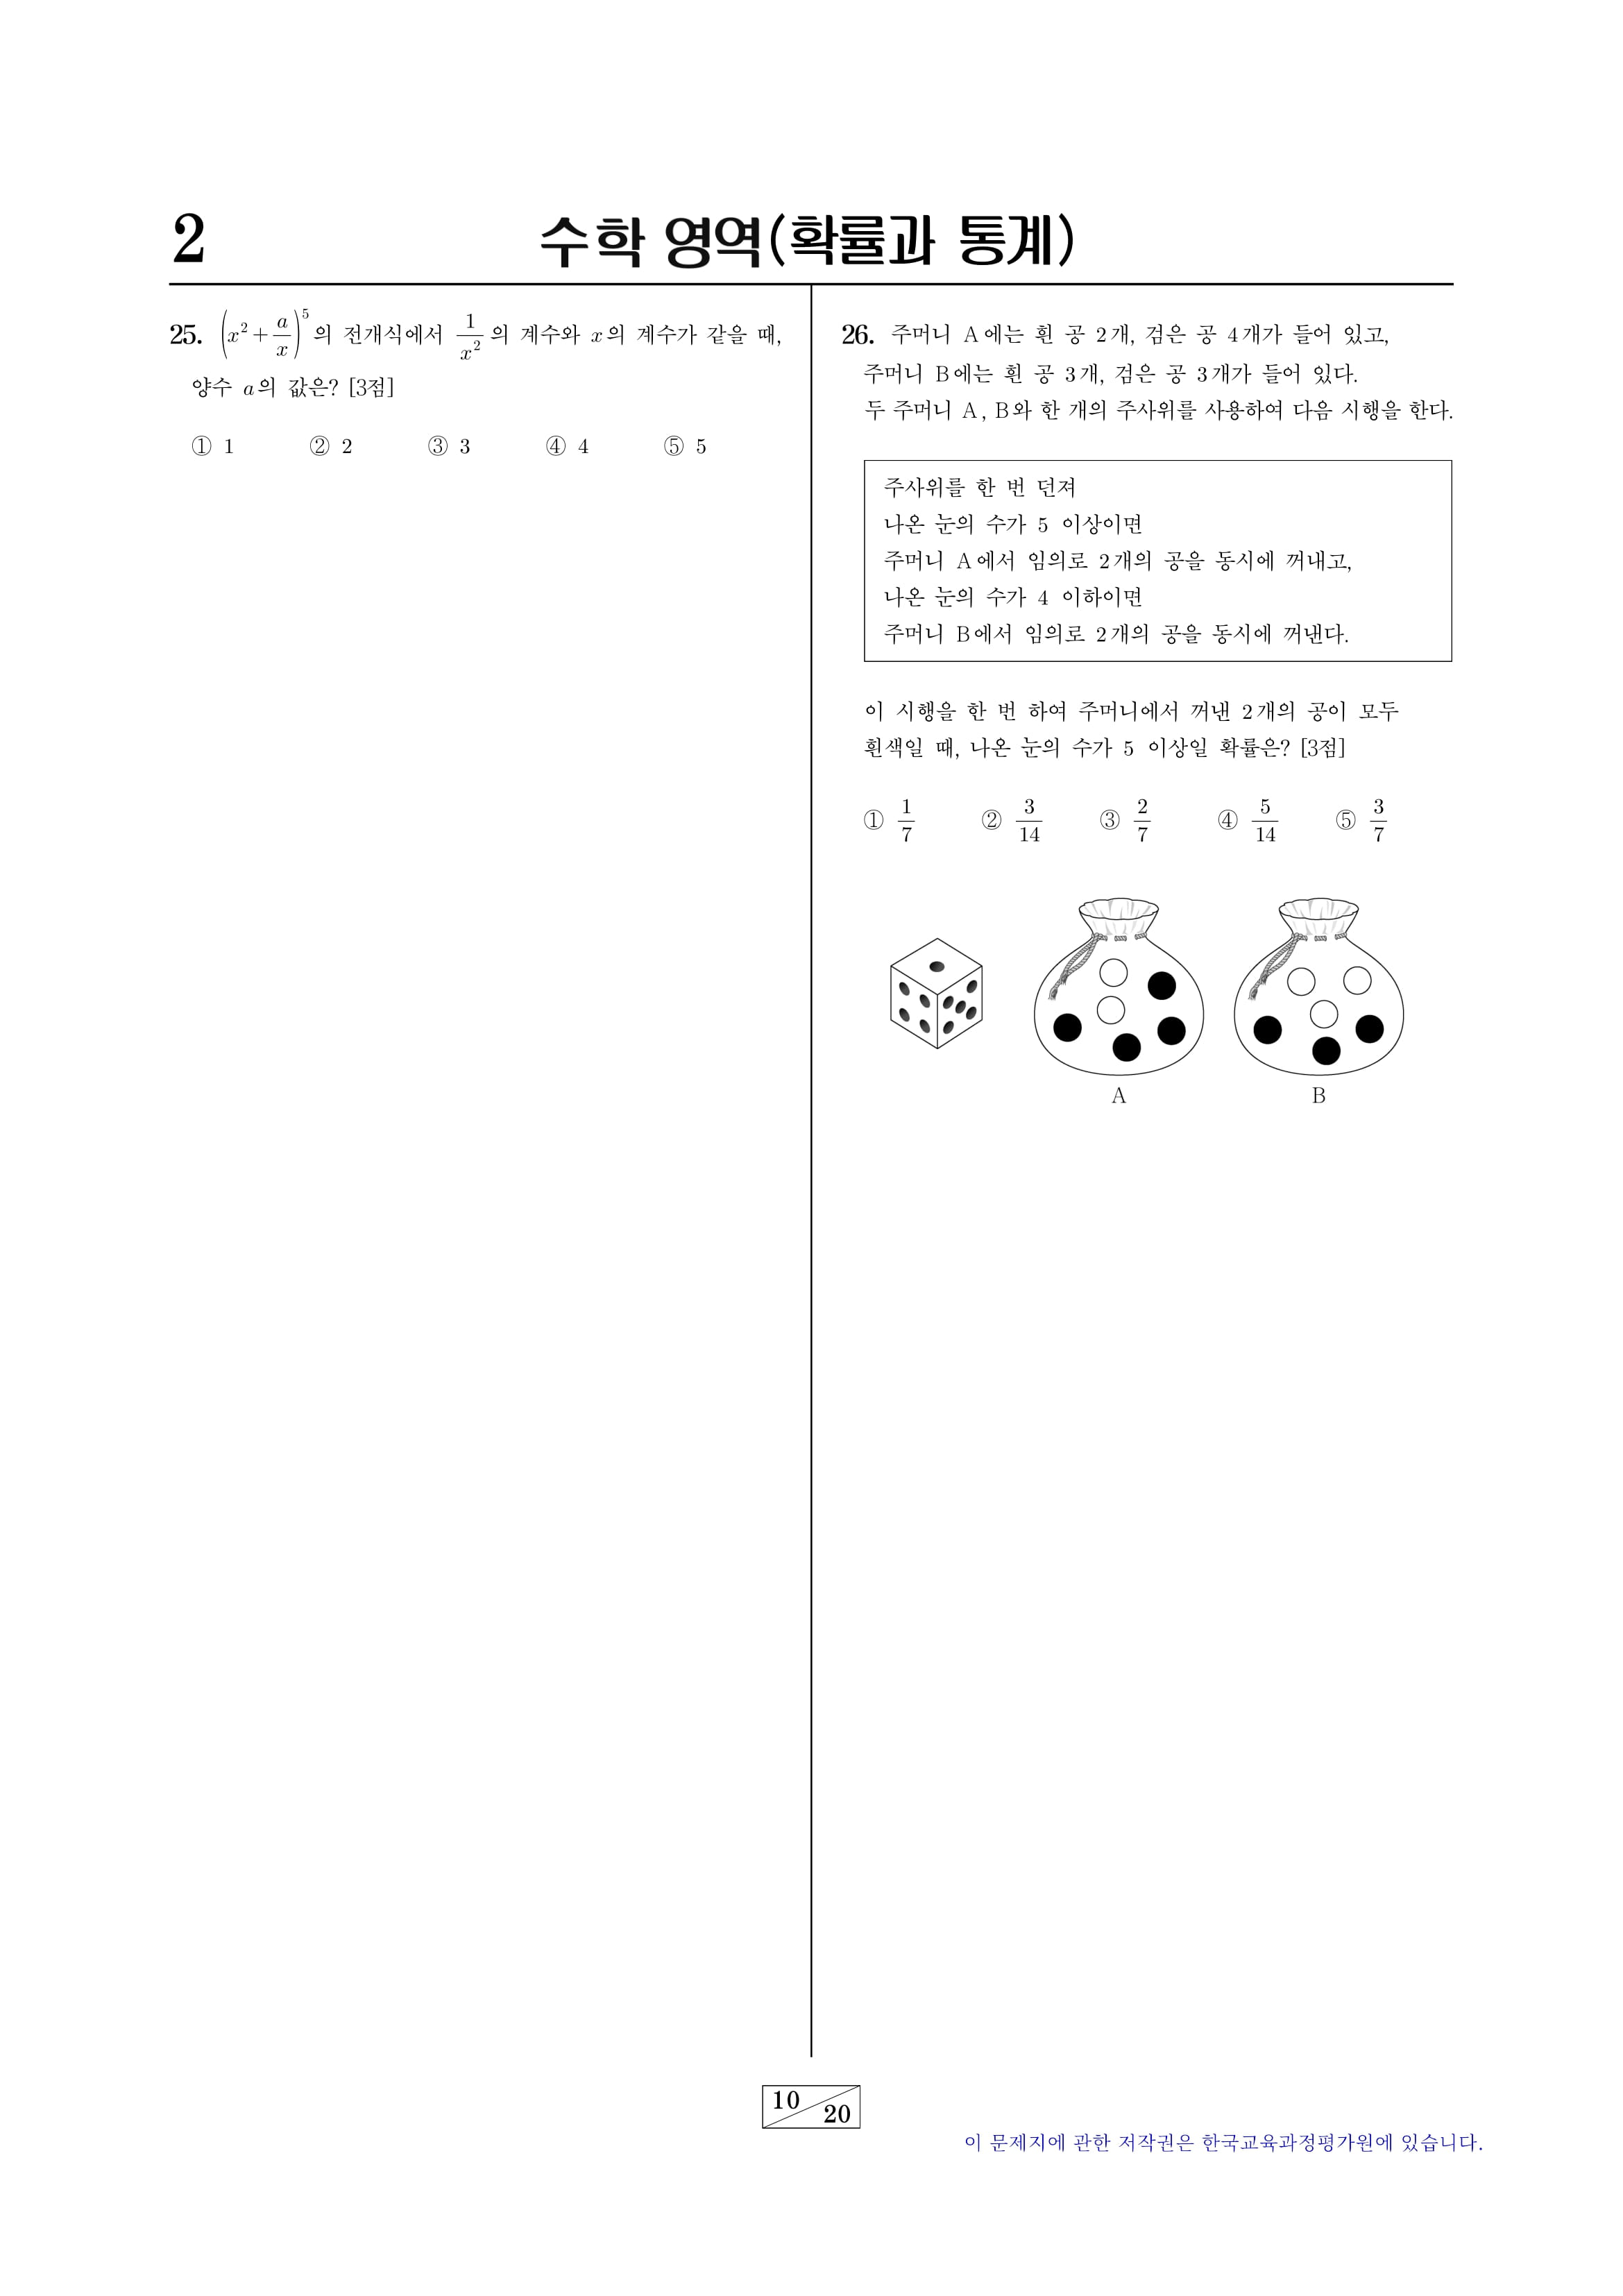 2
수학 영역(확률과 통계)
25. (x² + a/x)⁵의 전개식에서 1/x²의 계수와 x의 계수가 같을 때,
양수 a의 값은? [3점]
① 1 ② 2 ③ 3 ④ 4 ⑤ 5
26. 주머니 A에는 흰 공 2개, 검은 공 4개가 들어 있고,
주머니 B에는 흰 공 3개, 검은 공 3개가 들어 있다.
두 주머니 A, B와 한 개의 주사위를 사용하여 다음 시행을 한다.
주사위를 한 번 던져
나온 눈의 수가 5 이상이면
주머니 A에서 임의로 2개의 공을 동시에 꺼내고,
나온 눈의 수가 4 이하이면
주머니 B에서 임의로 2개의 공을 동시에 꺼낸다.
이 시행을 한 번 하여 주머니에서 꺼낸 2개의 공이 모두
흰색일 때, 나온 눈의 수가 5 이상일 확률은? [3점]
① 1/7 ② 3/14 ③ 2/7 ④ 5/14 ⑤ 3/7
A B
10 20
이 문제지에 관한 저작권은 한국교육과정평가원에 있습니다.